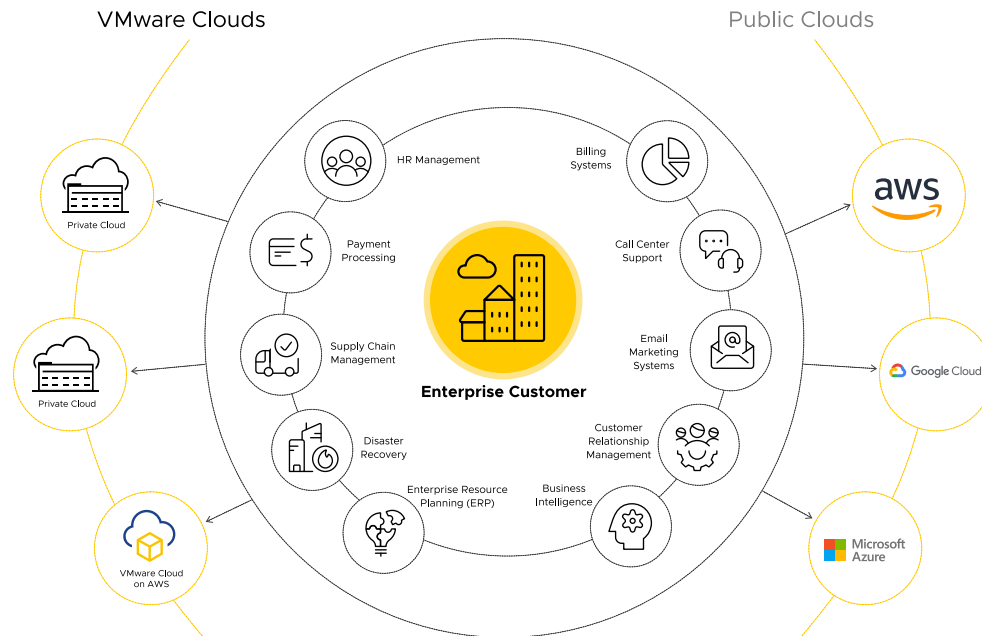 VMware Clouds
Public Clouds
HR Management
Billing
Systems
Private Cloud
aws
Payment
Processing
Call Center
Support
Supply Chain
Management
Email
Marketing
Systems
@
Private Cloud
Google Cloud
Enterprise Customer
Disaster
Recovery
Customer
Relationship
Management
Enterprise Resource
Planning (ERP)
Business
Intelligence
VMware Cloud
on AWS
Microsoft
Azure